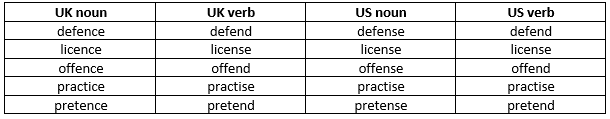 UK noun UK verb US noun US verb
defence defend defense defend
licence license license license
offence offend offense offend
practice practise practise practise
pretence pretend pretense pretend